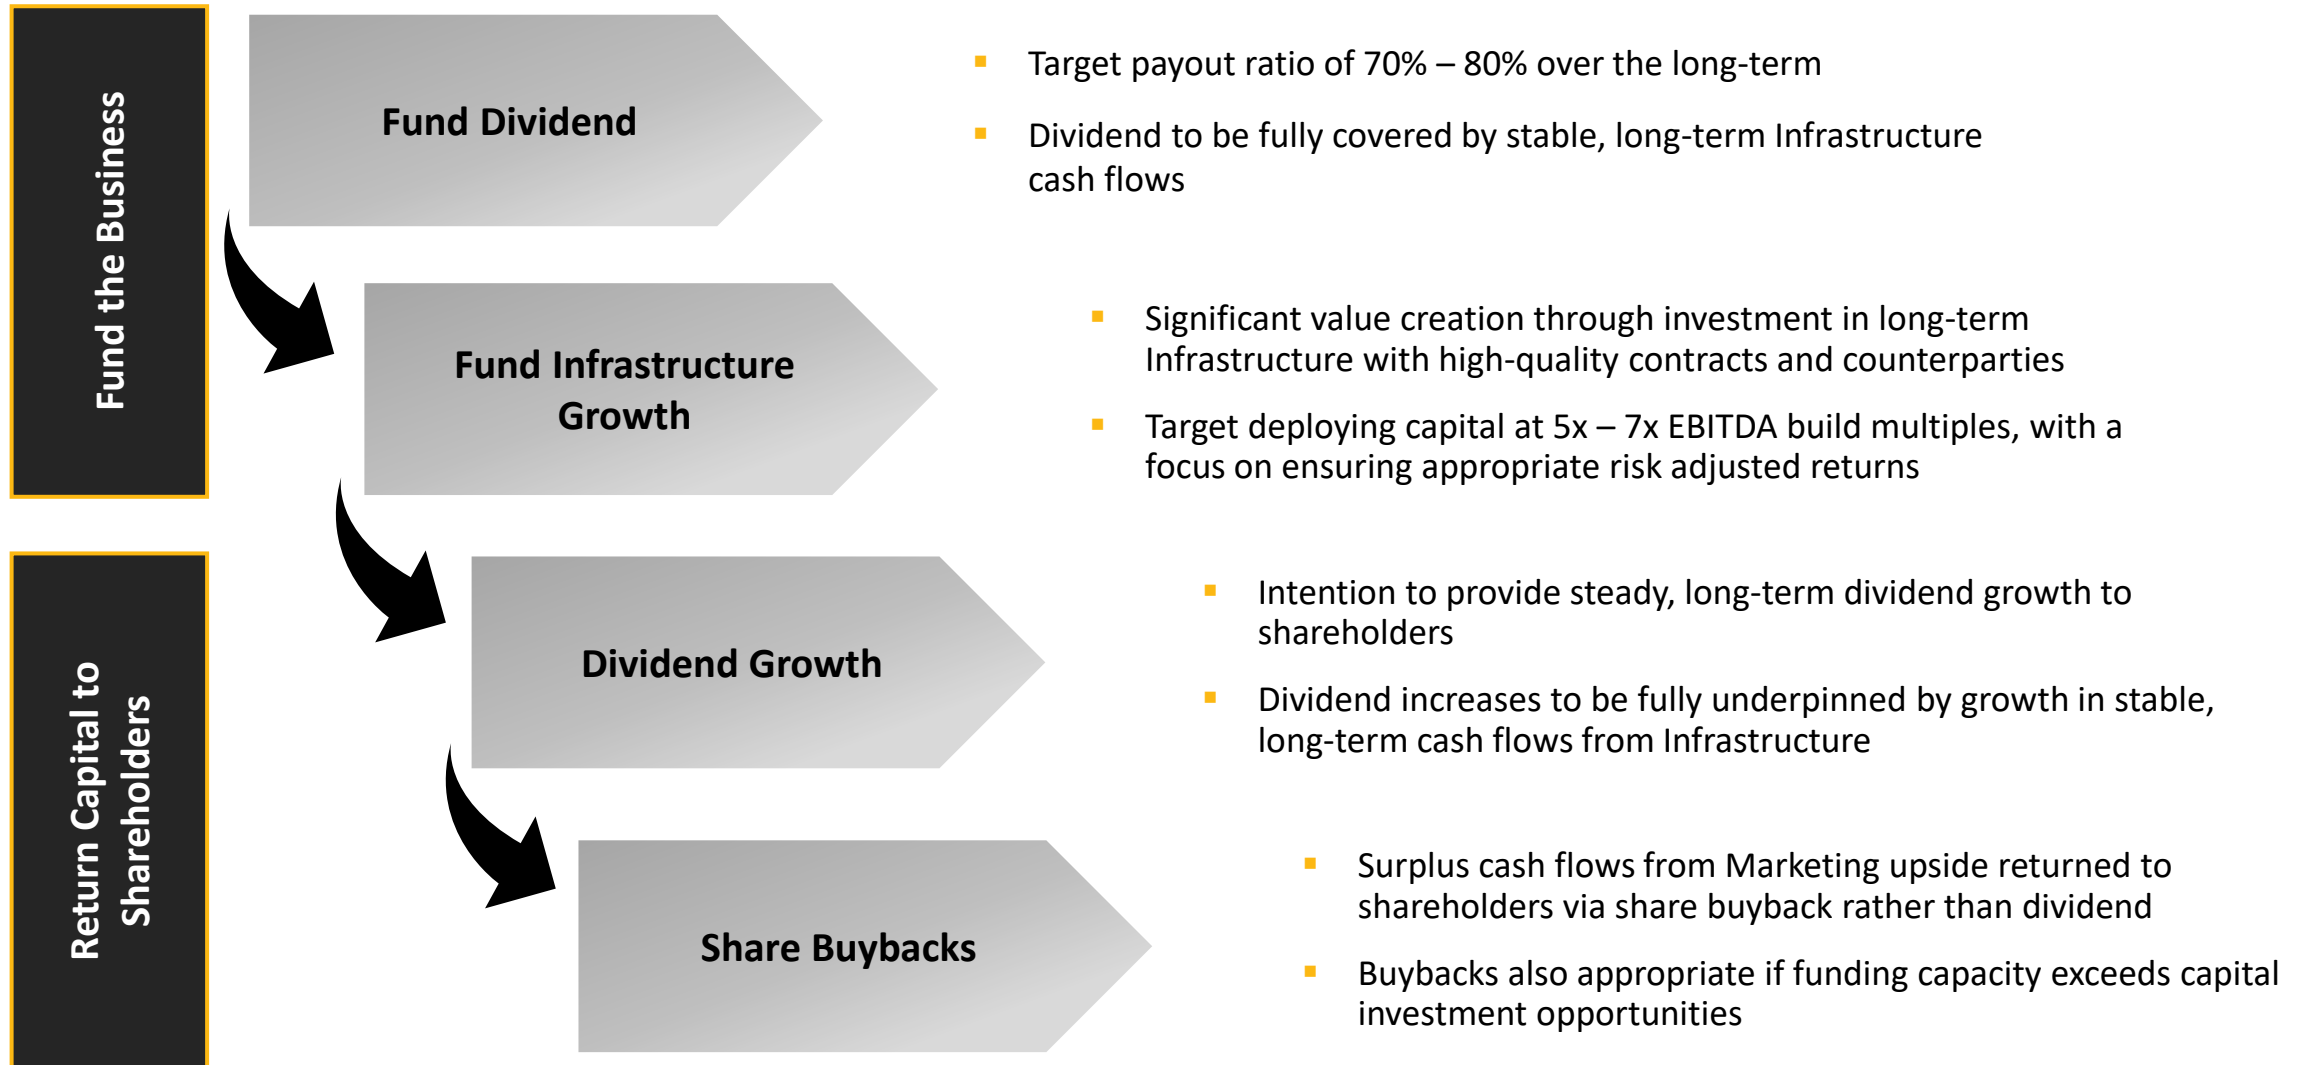 Fund the Business
Fund Dividend
Target payout ratio of 70% – 80% over the long-term
Dividend to be fully covered by stable, long-term Infrastructure
cash flows
Fund Infrastructure
Growth
Significant value creation through investment in long-term
Infrastructure with high-quality contracts and counterparties
Target deploying capital at 5x – 7x EBITDA build multiples, with a
focus on ensuring appropriate risk adjusted returns
Return Capital to
Shareholders
Dividend Growth
Intention to provide steady, long-term dividend growth to
shareholders
Dividend increases to be fully underpinned by growth in stable,
long-term cash flows from Infrastructure
Share Buybacks
Surplus cash flows from Marketing upside returned to
shareholders via share buyback rather than dividend
Buybacks also appropriate if funding capacity exceeds capital
investment opportunities